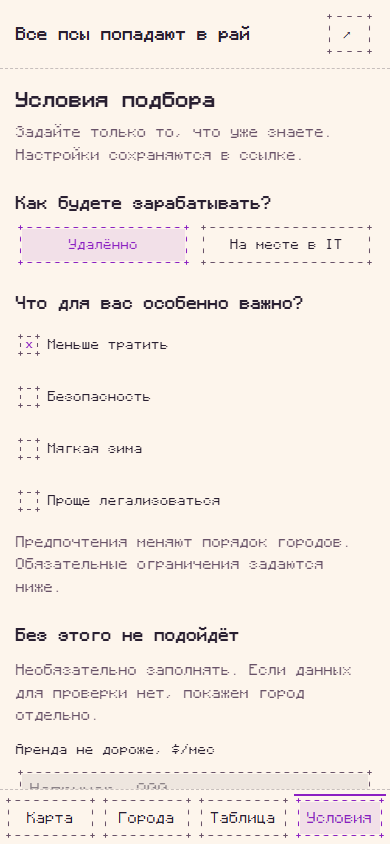 Все псы попадают в рай
↗
Условия подбора
Задайте только то, что уже знаете.
Настройки сохраняются в ссылке.
Как будете зарабатывать?
Удалённо
На месте в IT
Что для вас особенно важно?
x Меньше тратить
Безопасность
Мягкая зима
Проще легализоваться
Предпочтения меняют порядок городов.
Обязательные ограничения задаются
ниже.
Без этого не подойдёт
Необязательно заполнять. Если данных
для проверки нет, покажем город
отдельно.
Аренда не дороже, $/мес
Карта
Города
Таблица
Условия